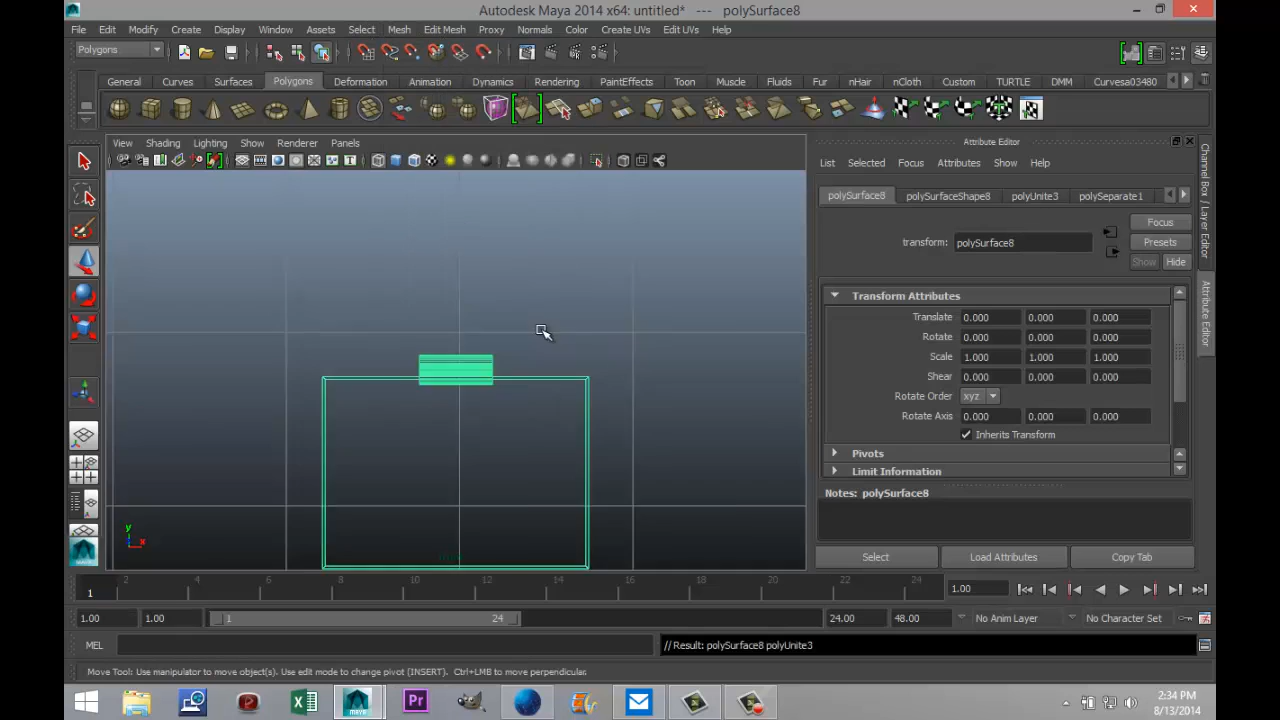 Autodesk Maya 2014 x64: untitled* --- polySurface8
File Edit Modify Create Display Window Assets Select Mesh Edit Mesh Proxy Normals Color Create UVs Edit UVs Help
Polygons
General Curves Surfaces Polygons Deformation Animation Dynamics Rendering PaintEffects Toon Muscle Fluids Fur nHair nCloth Custom TURTLE DMM Curvesa03480
View Shading Lighting Show Renderer Panels
Attribute Editor
List Selected Focus Attributes Show Help
polySurface8 polySurfaceShape8 polyUnite3 polySeparate1
Focus
transform: polySurface8
Presets
Show Hide
Transform Attributes
Translate 0.000 0.000 0.000
Rotate 0.000 0.000 0.000
Scale 1.000 1.000 1.000
Shear 0.000 0.000 0.000
Rotate Order xyz
Rotate Axis 0.000 0.000 0.000
Inherits Transform
Pivots
Limit Information
Notes: polySurface8
Select Load Attributes Copy Tab
Channel Box / Layer Editor
Attribute Editor
y
x
2 4 6 8 10 12 14 16 18 20 22 24
1
1.00
1.00 1.00 1 24 24.00 48.00 No Anim Layer No Character Set
MEL
// Result: polySurface8 polyUnite3
Move Tool: Use manipulator to move object(s). Use edit mode to change pivot (INSERT). Ctrl+LMB to move perpendicular.
Pr
2:34 PM
8/13/2014